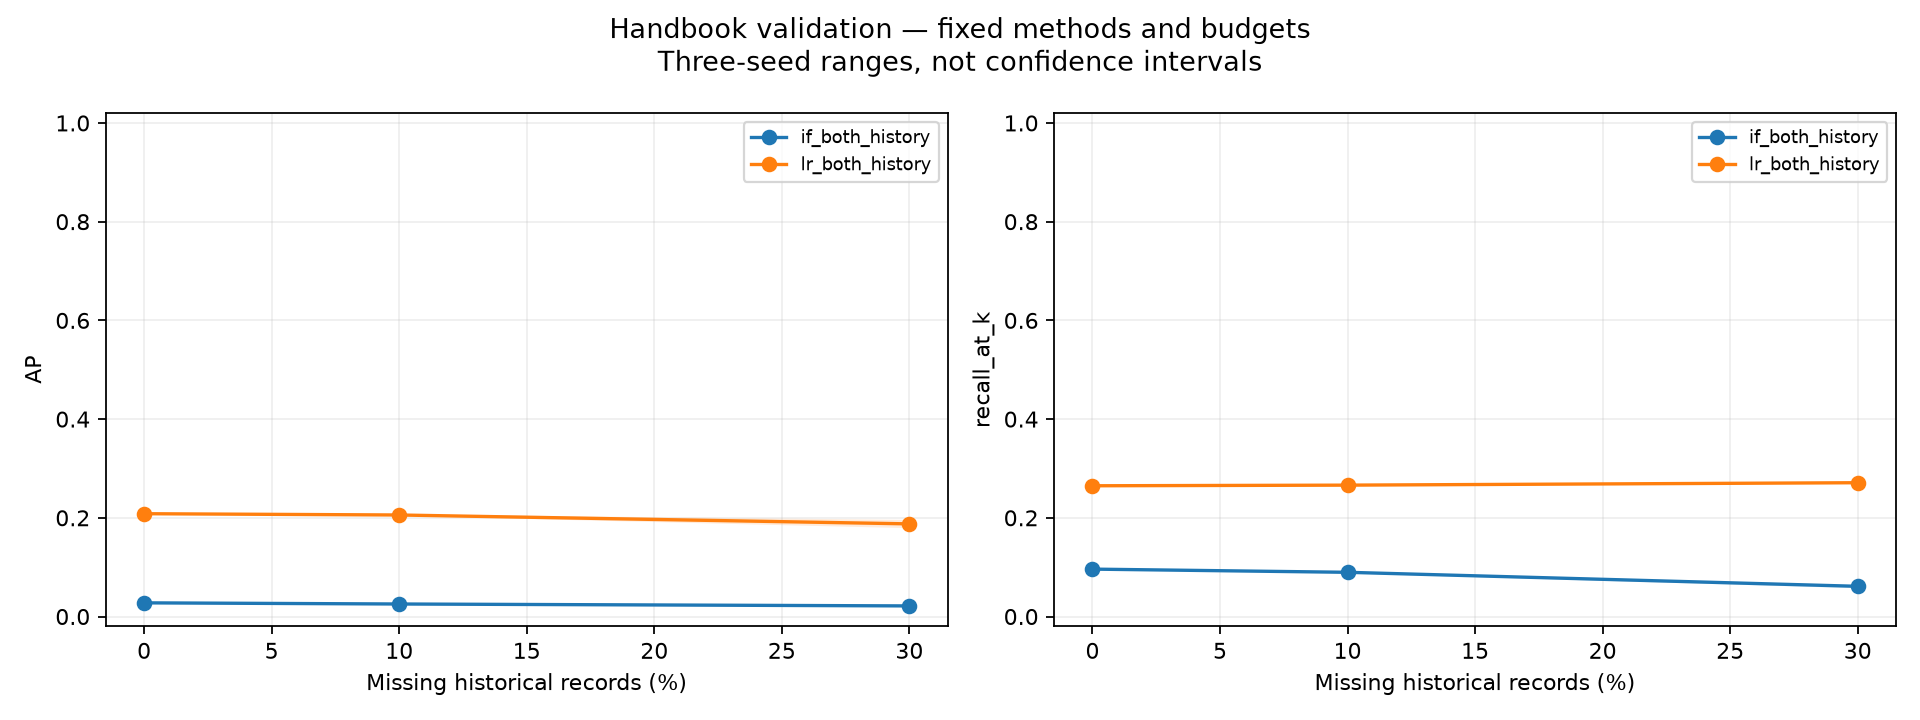 Handbook validation — fixed methods and budgets
Three-seed ranges, not confidence intervals
AP
1.0
0.8
0.6
0.4
0.2
0.0
0
5
10
15
20
25
30
Missing historical records (%)
if_both_history
lr_both_history
recall_at_k
1.0
0.8
0.6
0.4
0.2
0.0
0
5
10
15
20
25
30
Missing historical records (%)
if_both_history
lr_both_history